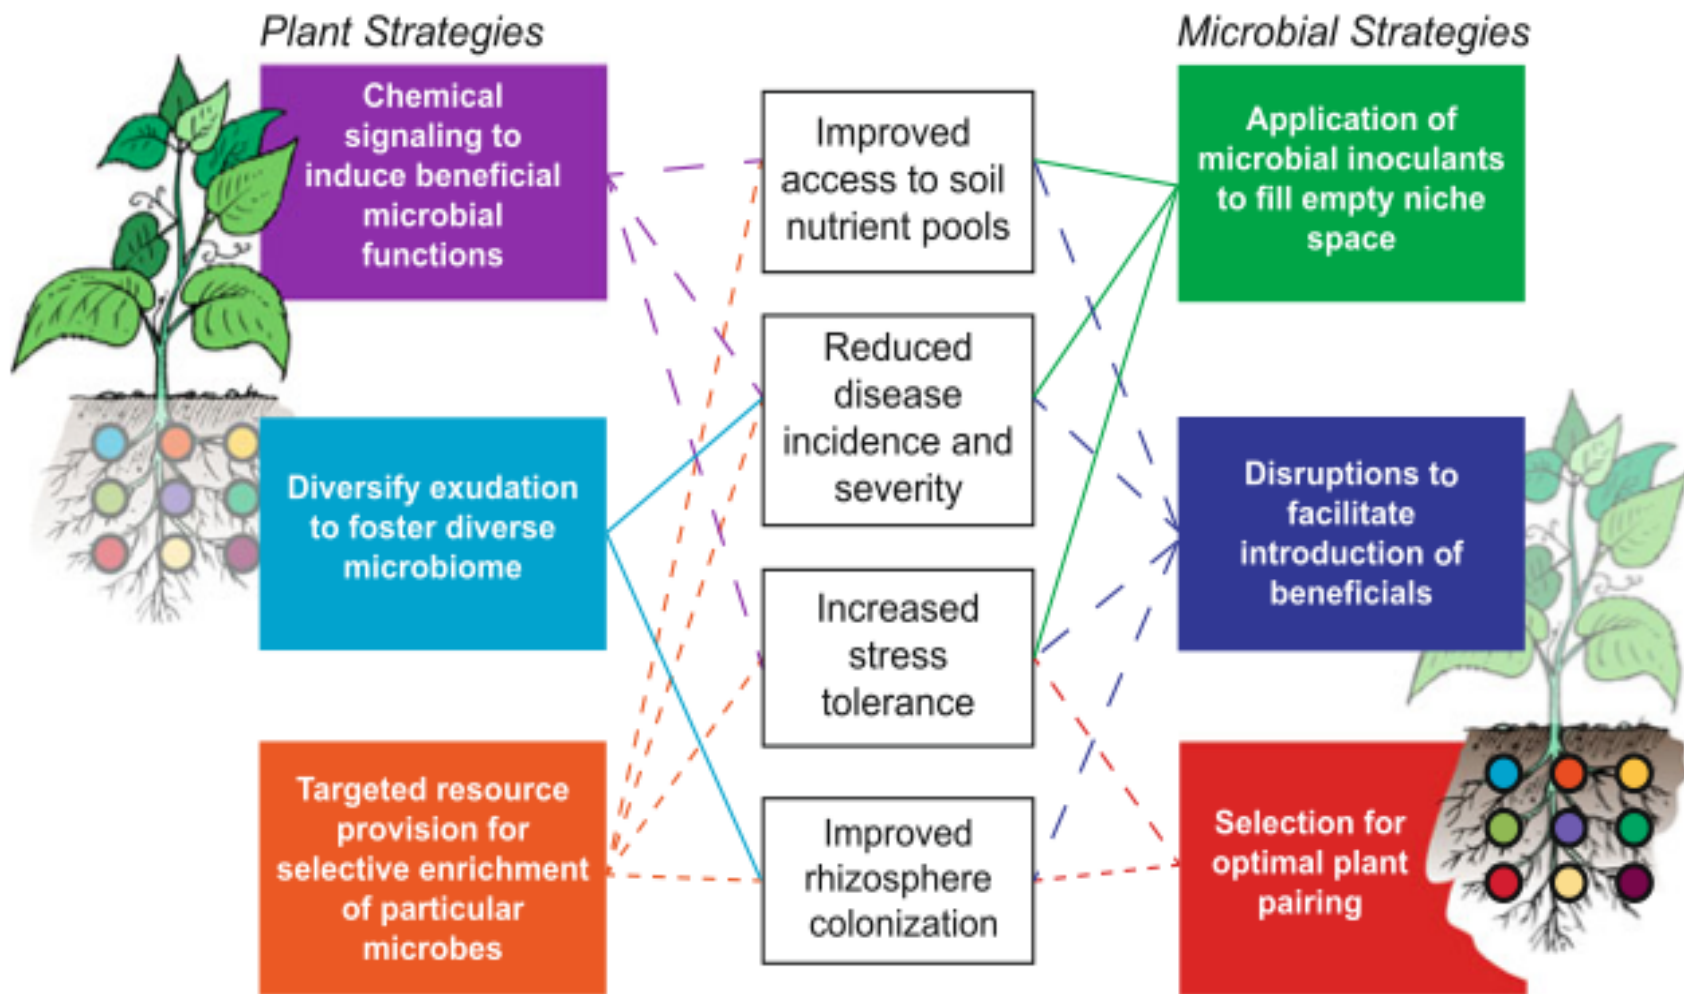 Plant Strategies
Chemical
signaling to
induce beneficial
microbial
functions
Diversify exudation
to foster diverse
microbiome
Targeted resource
provision for
selective enrichment
of particular
microbes
Improved
access to soil
nutrient pools
Reduced
disease
incidence and
severity
Increased
stress
tolerance
Improved
rhizosphere
colonization
Microbial Strategies
Application of
microbial inoculants
to fill empty niche
space
Disruptions to
facilitate
introduction of
beneficials
Selection for
optimal plant
pairing